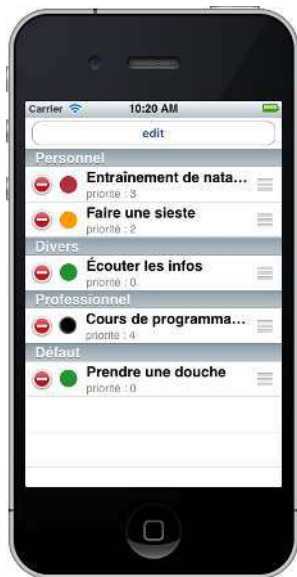 Carrier 10:20 AM
edit
Personnel
Entraînement de nata...
priorité : 3
Faire une sieste
priorité : 2
Divers
Écouter les infos
priorité : 0
Professionnel
Cours de programma...
priorité : 4
Défaut
Prendre une douche
priorité : 0